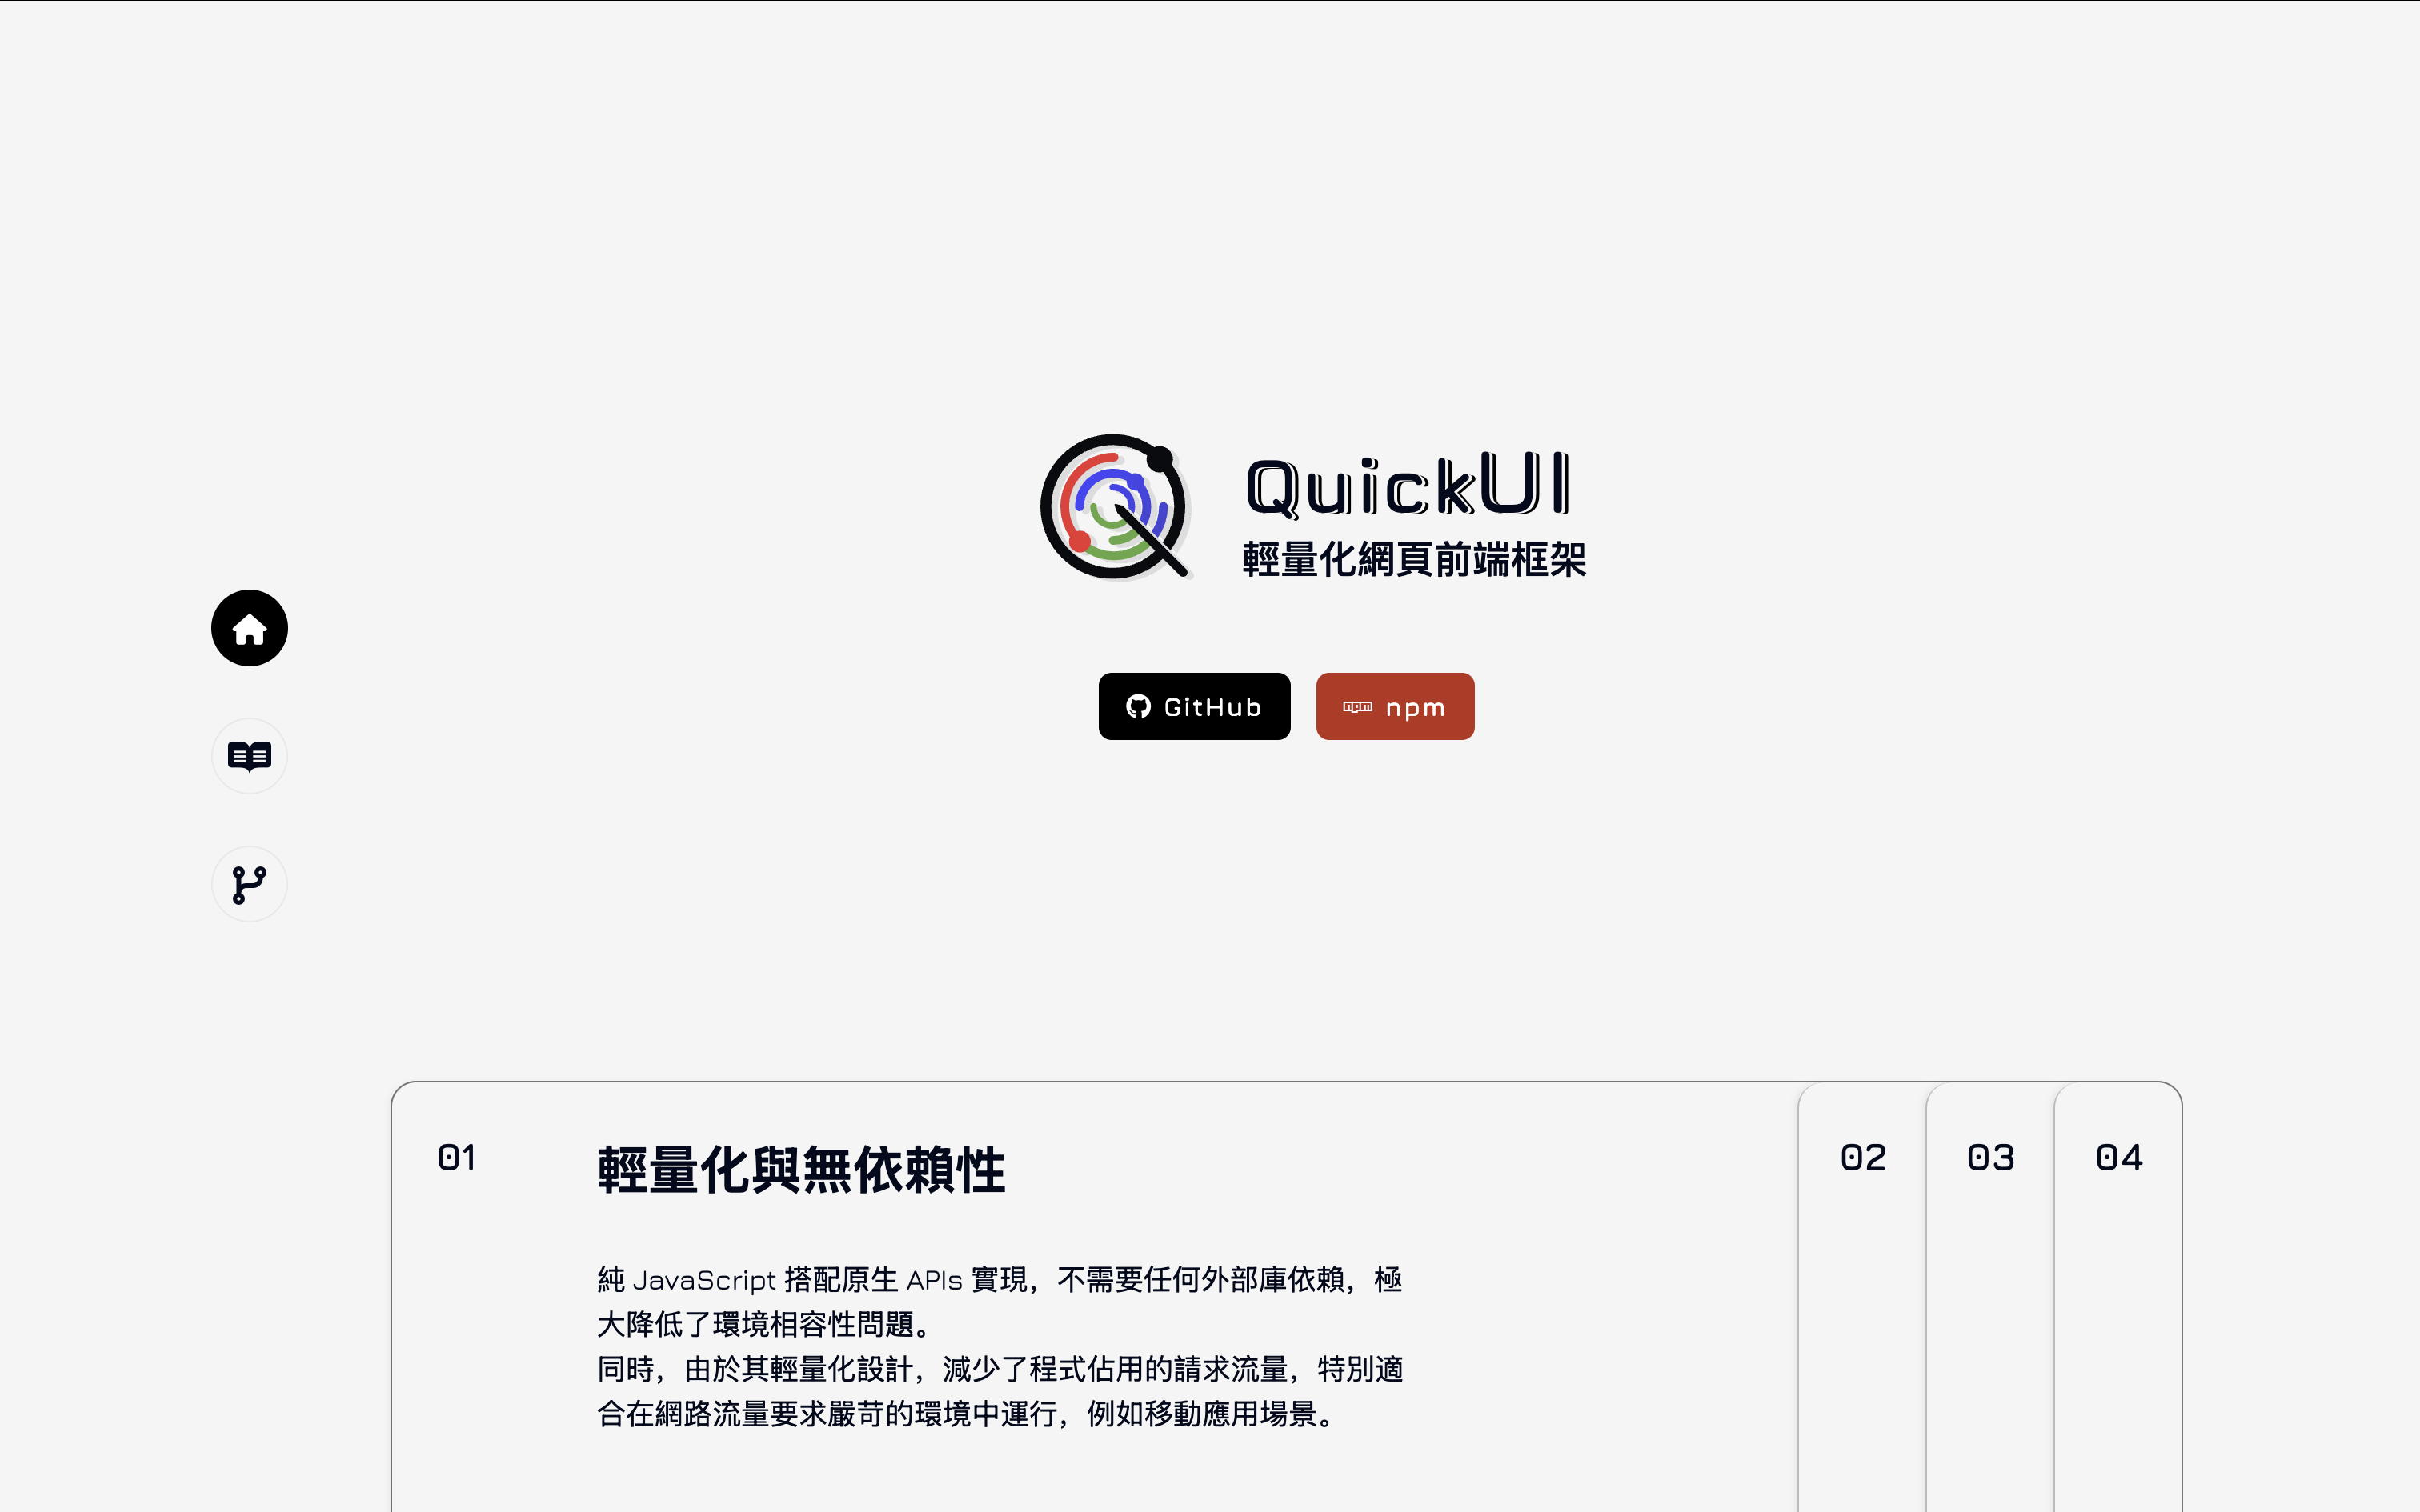 QuickUI
輕量化網頁前端框架
GitHub
npm
01
輕量化與無依賴性
純 JavaScript 搭配原生 APIs 實現，不需要任何外部庫依賴，極
大降低了環境相容性問題。
同時，由於其輕量化設計，減少了程式佔用的請求流量，特別適
合在網路流量要求嚴苛的環境中運行，例如移動應用場景。
02
03
04